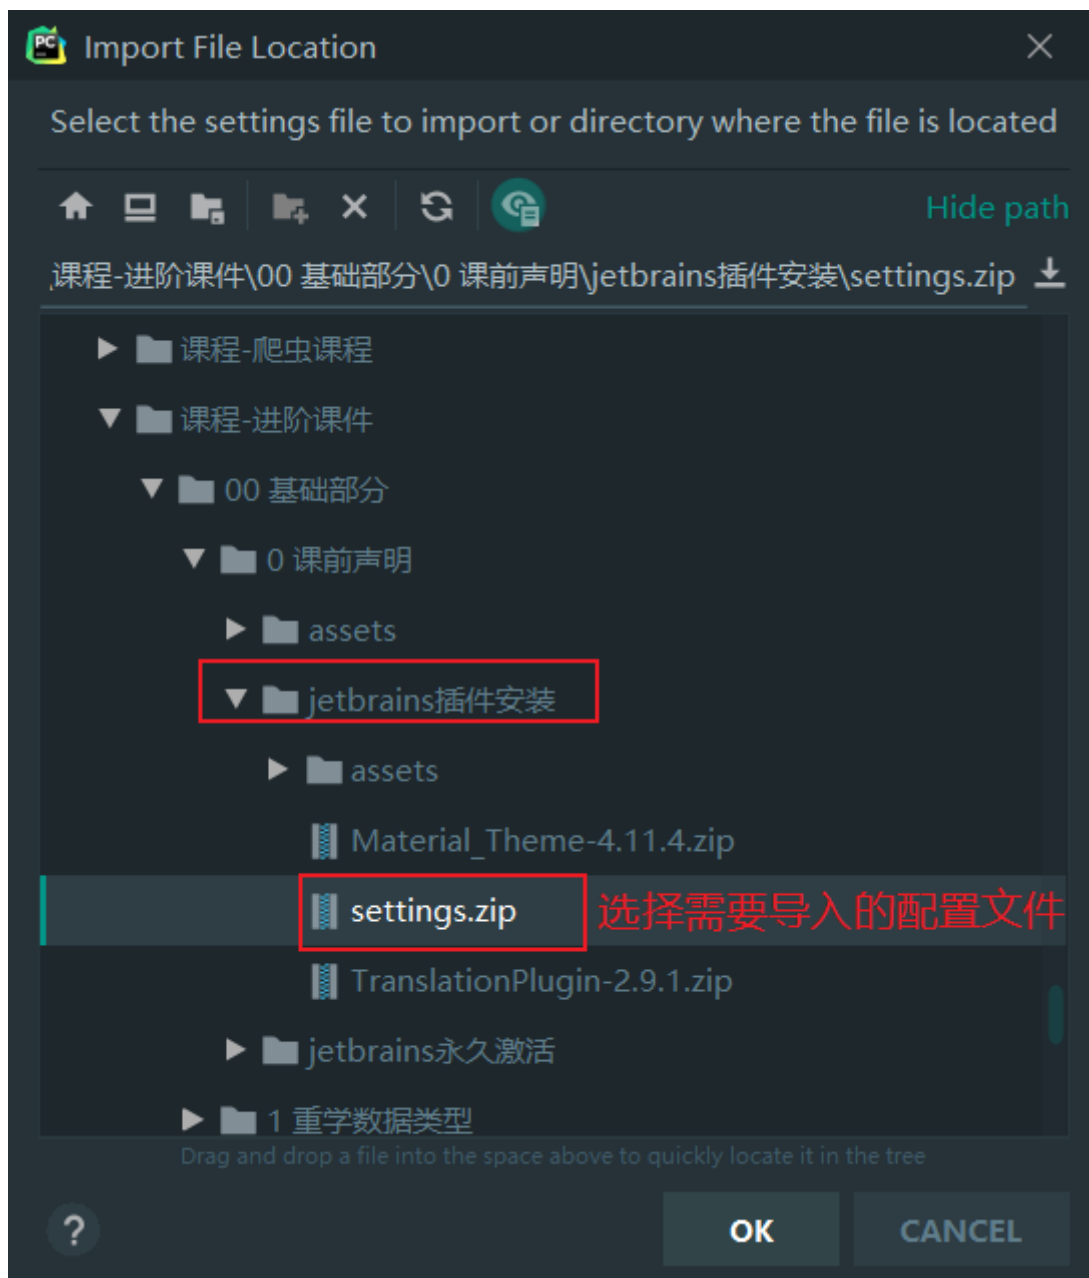 PC
Import File Location
Select the settings file to import or directory where the file is located
Hide path
课程-进阶课件\00 基础部分\0 课前声明\jetbrains插件安装\settings.zip
课程-爬虫课程
课程-进阶课件
00 基础部分
0 课前声明
assets
jetbrains插件安装
assets
Material_Theme-4.11.4.zip
settings.zip 选择需要导入的配置文件
TranslationPlugin-2.9.1.zip
jetbrains永久激活
1 重学数据类型
Drag and drop a file into the space above to quickly locate it in the tree
?
OK
CANCEL